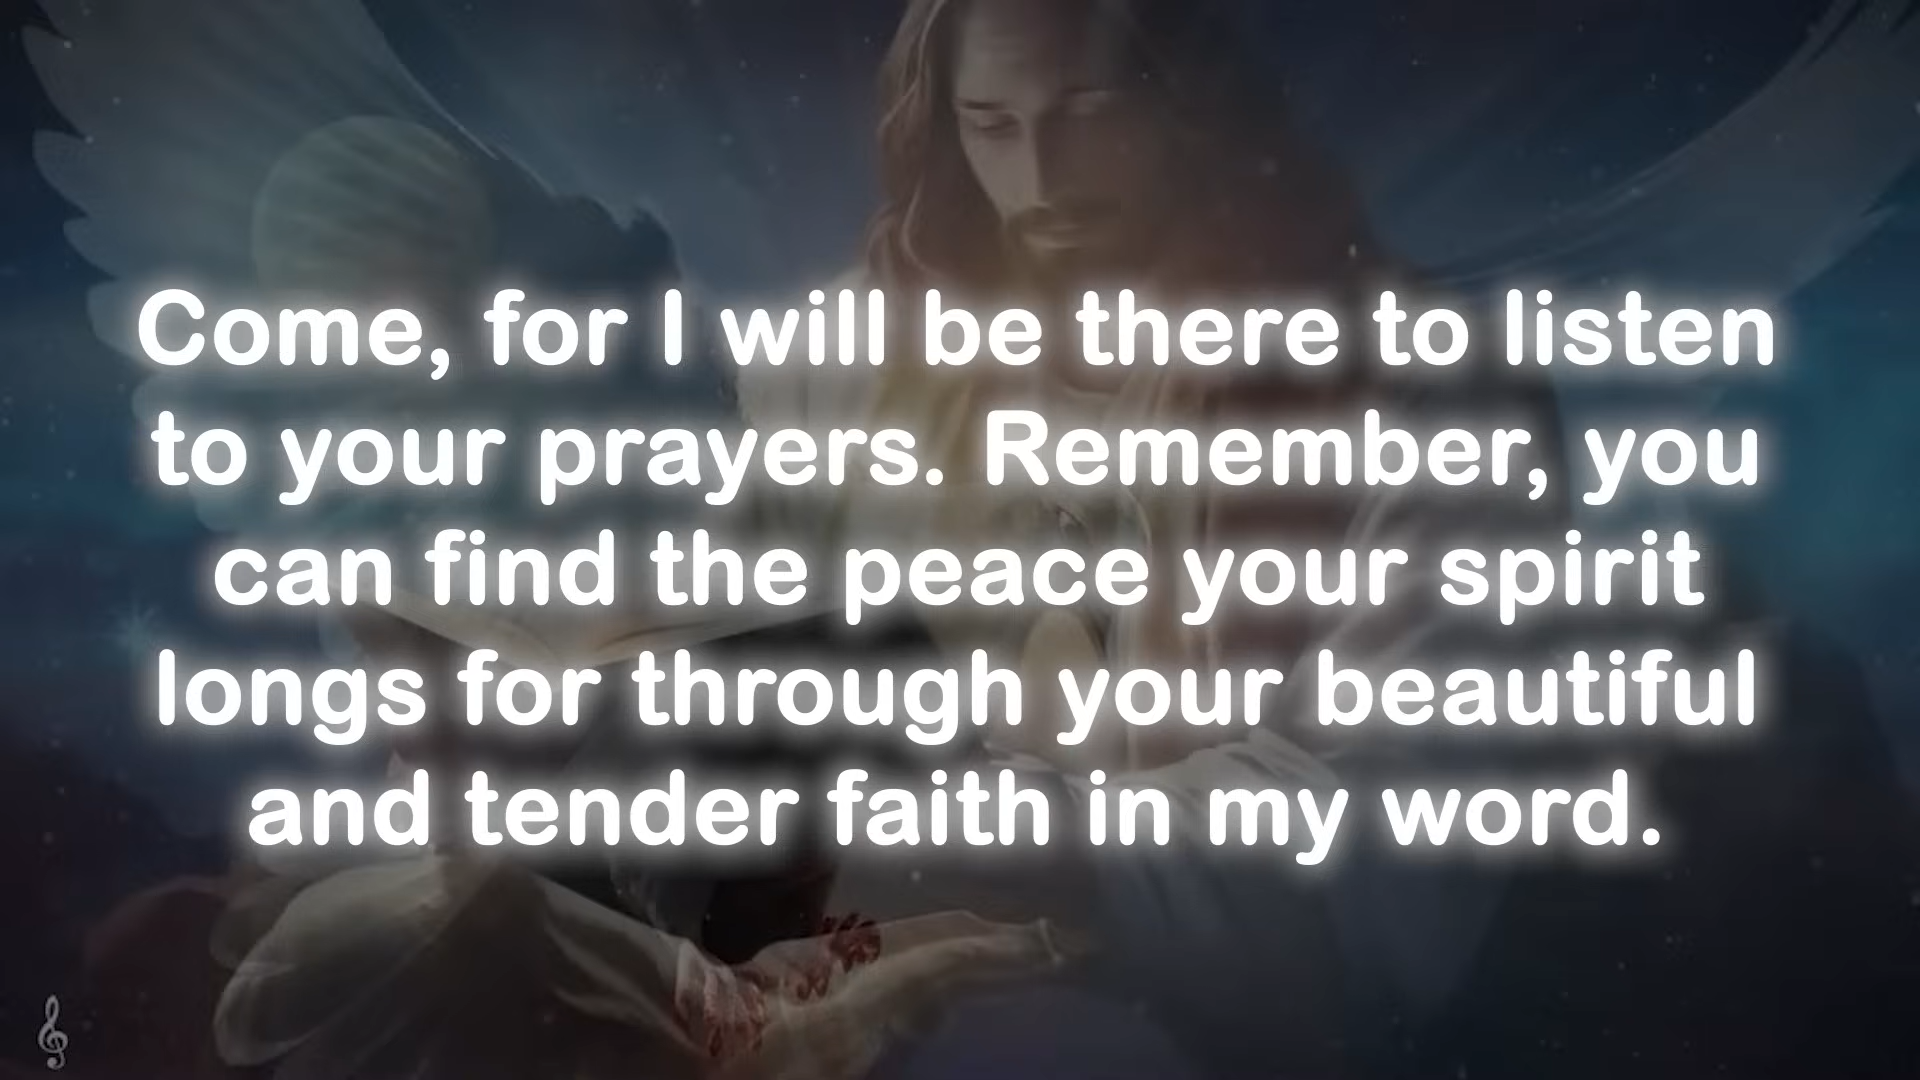 Come, for I will be there to listen
to your prayers. Remember, you
can find the peace your spirit
longs for through your beautiful
and tender faith in my word.